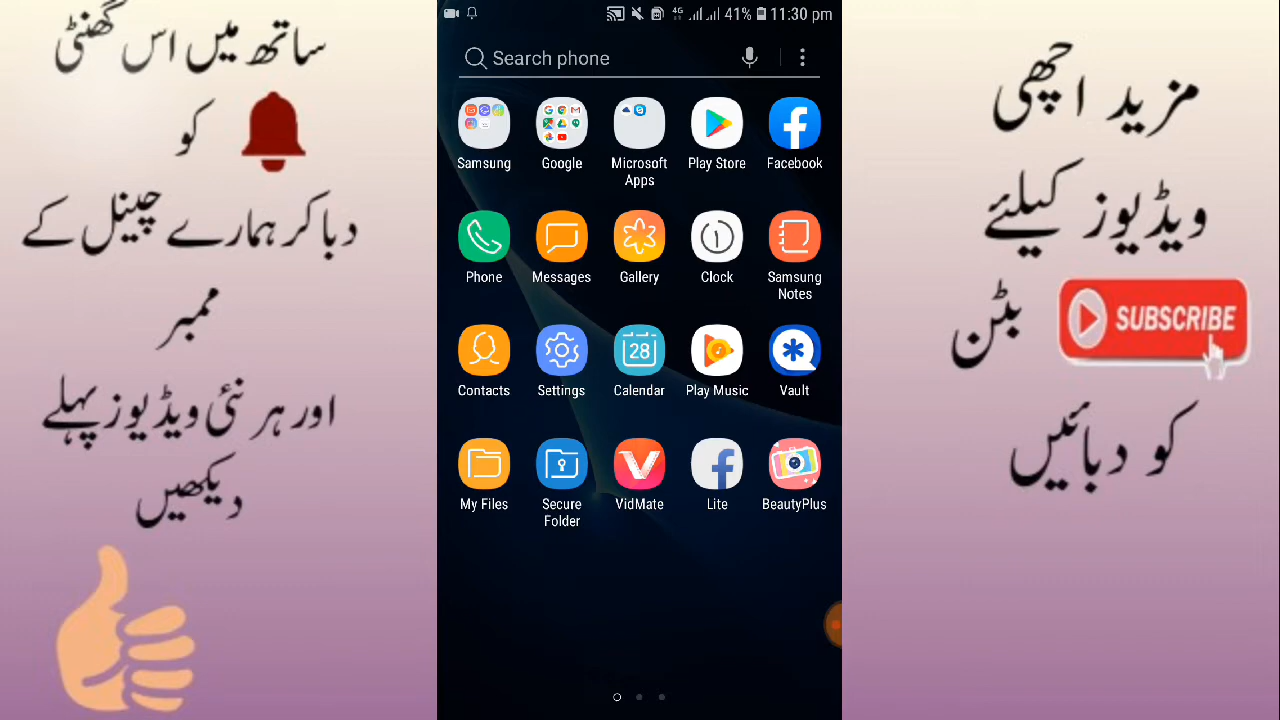 ساتھ میں اس گھنٹی
کو
دبا کر ہمارے چینل کے
ممبر
اور ہر نئی ویڈیوز پہلے
دیکھیں
4G 41% 11:30 pm
Search phone
Samsung Google Microsoft Apps Play Store Facebook
Phone Messages Gallery Clock Samsung Notes
Contacts Settings Calendar Play Music Vault
28
My Files Secure Folder VidMate Lite BeautyPlus
مزید اچھی
ویڈیوز کیلئے
SUBSCRIBE بٹن
کو دبائیں